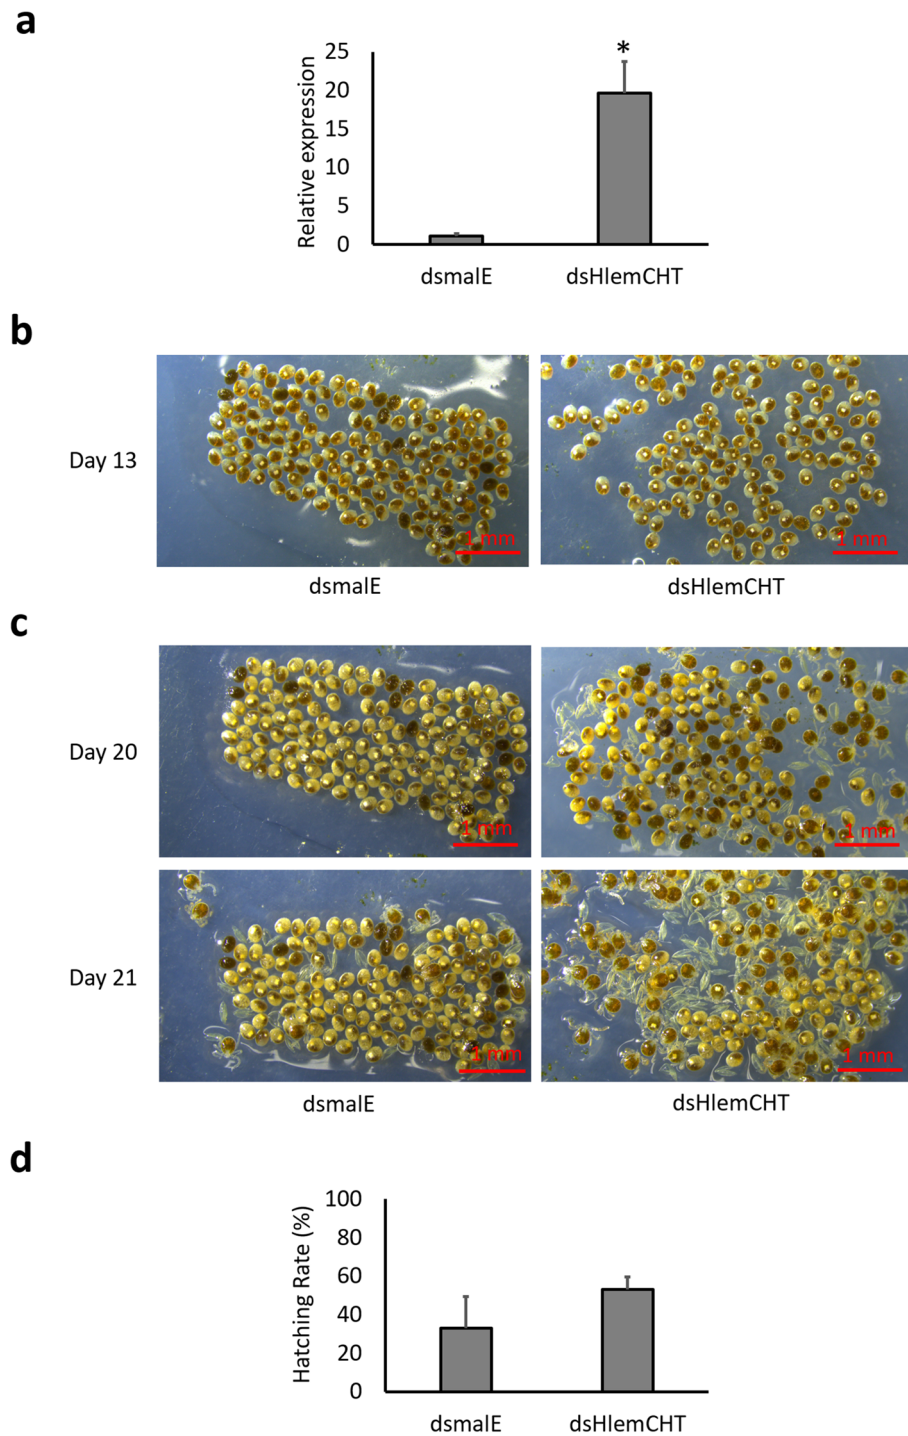 a
Relative expression
25
20
15
10
5
0
*
dsmalE dsHlemCHT
b
Day 13
1 mm 1 mm
dsmalE dsHlemCHT
c
Day 20
1 mm 1 mm
Day 21
1 mm 1 mm
dsmalE dsHlemCHT
d
Hatching Rate (%)
100
80
60
40
20
0
dsmalE dsHlemCHT